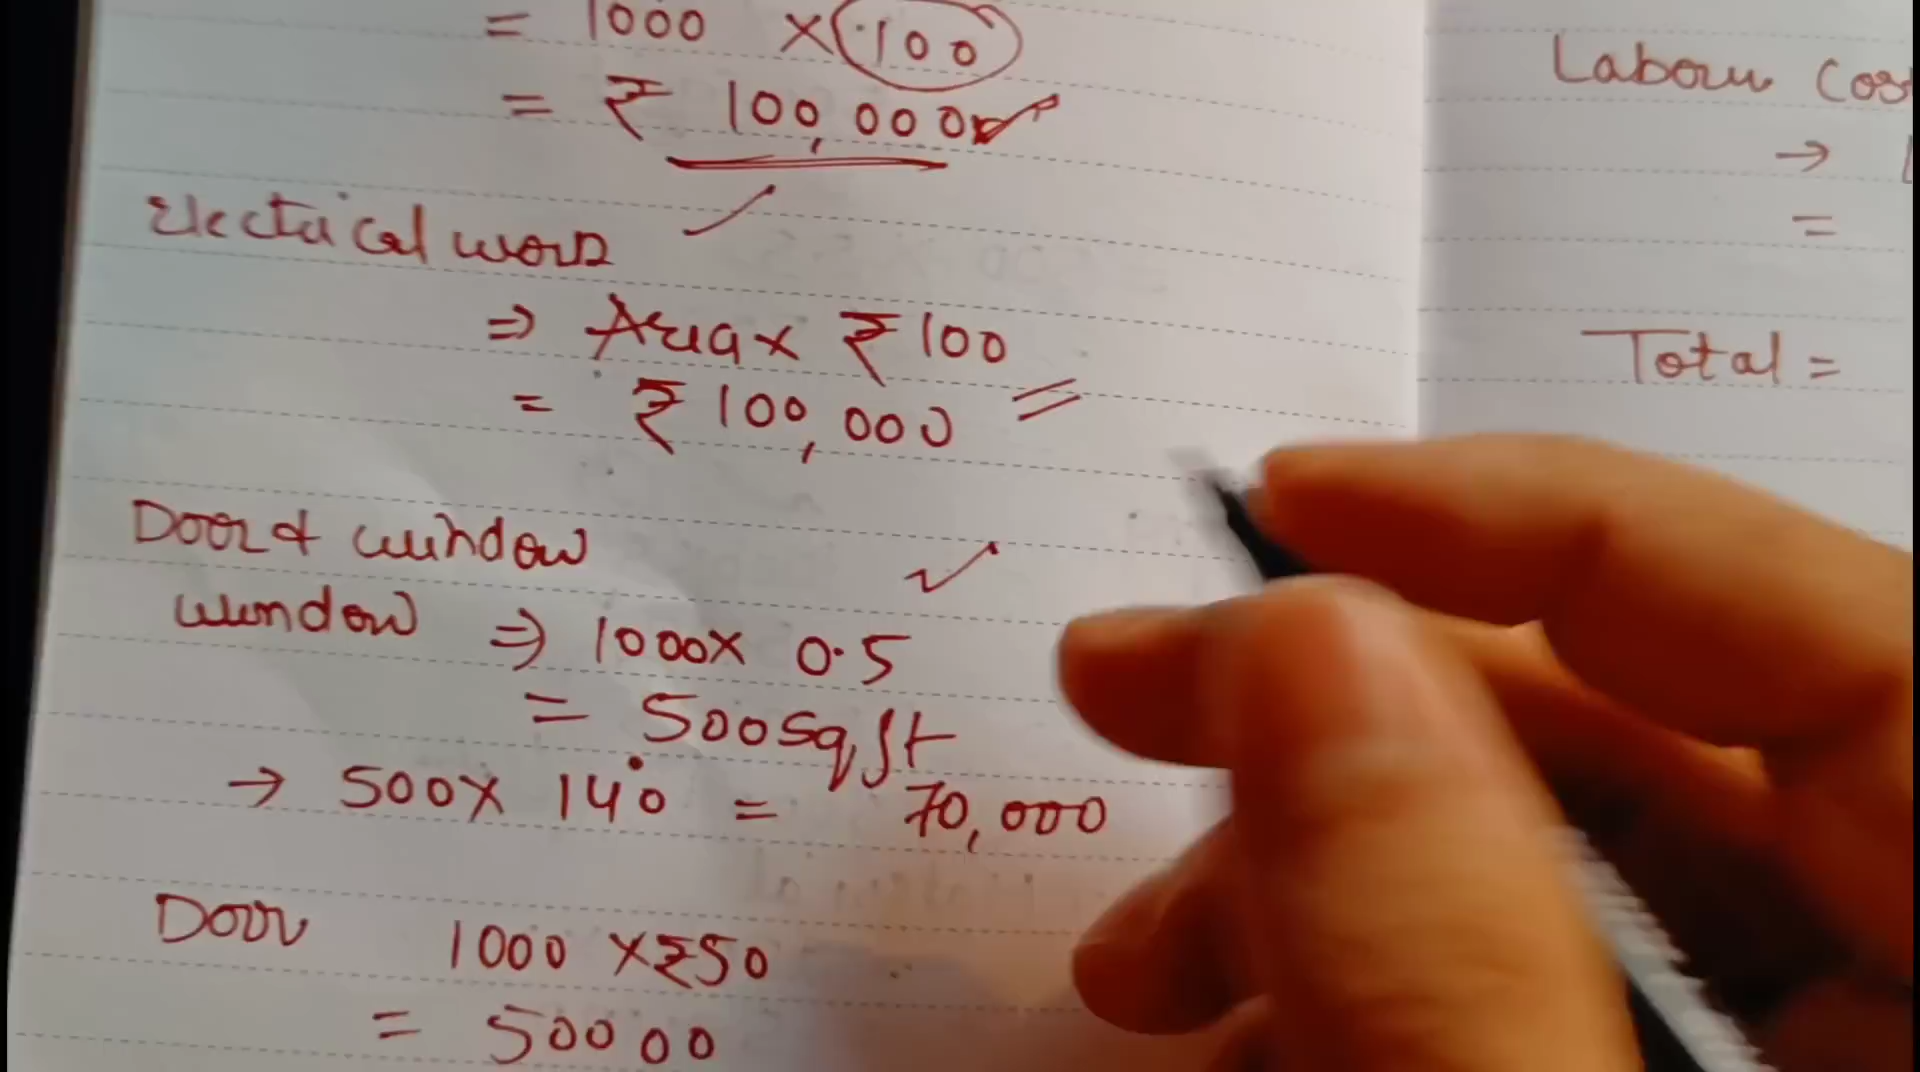 = 1000 × 100
= ₹ 100,000
Electrical work
⇒ Area × ₹ 100
= ₹ 100,000
Door & window
window ⇒ 1000 × 0.5
= 500 sqft
→ 500 × 140 = 70,000
Door 1000 × ₹50
= 50000
Labour Cos
→
=
Total =